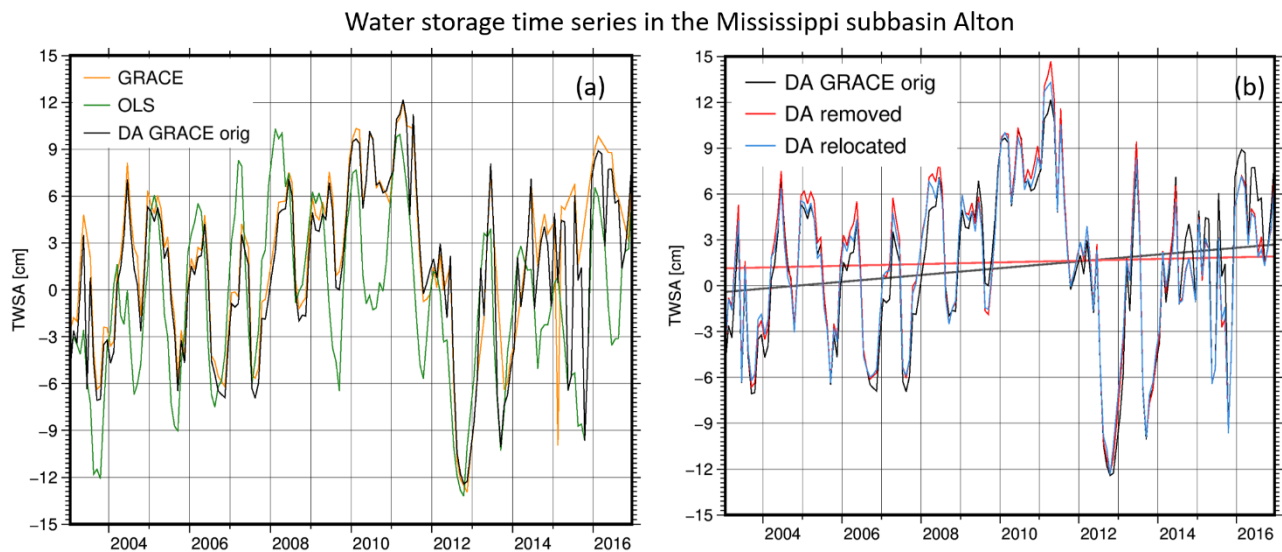 Water storage time series in the Mississippi subbasin Alton
TWSA [cm]
15
12
9
6
3
0
−3
−6
−9
−12
−15
GRACE
OLS
DA GRACE orig
(a)
2004 2006 2008 2010 2012 2014 2016
TWSA [cm]
15
12
9
6
3
0
−3
−6
−9
−12
−15
DA GRACE orig
DA removed
DA relocated
(b)
2004 2006 2008 2010 2012 2014 2016